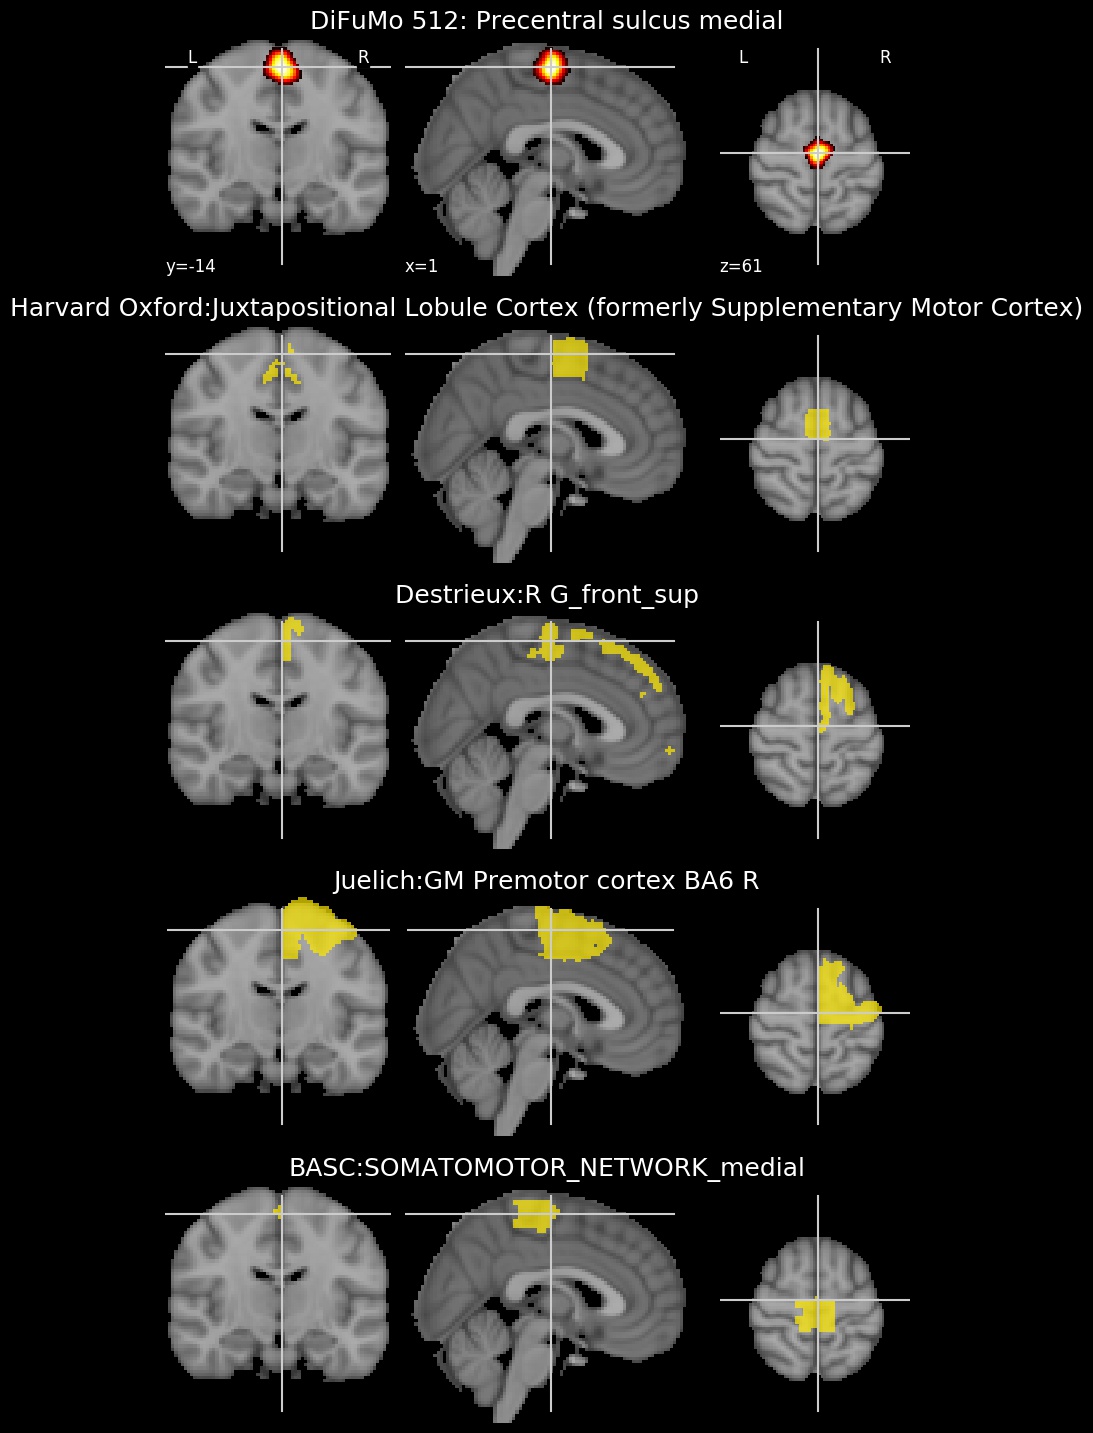 DiFuMo 512: Precentral sulcus medial
L R
L R
y=-14
x=1
z=61
Harvard Oxford:Juxtapositional Lobule Cortex (formerly Supplementary Motor Cortex)
Destrieux:R G_front_sup
Juelich:GM Premotor cortex BA6 R
BASC:SOMATOMOTOR_NETWORK_medial